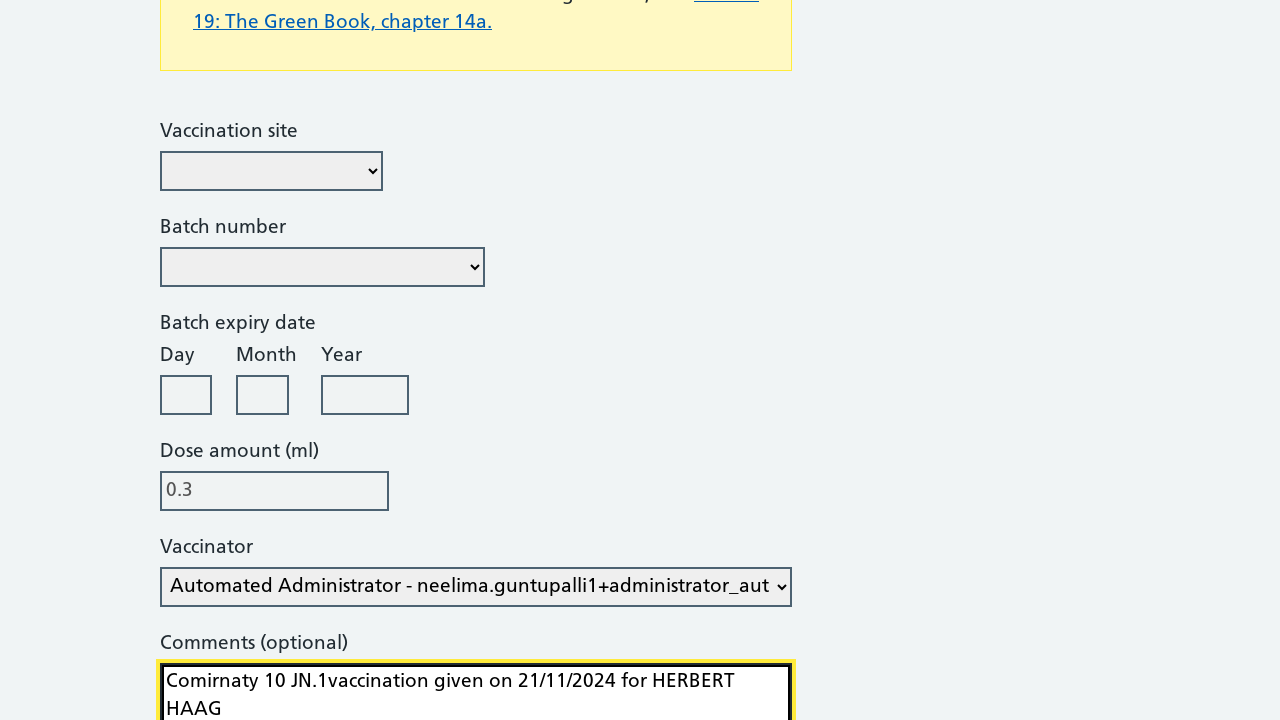 19: The Green Book, chapter 14a.
Vaccination site
Batch number
Batch expiry date
Day Month Year
Dose amount (ml)
0.3
Vaccinator
Automated Administrator - neelima.guntupalli1+administrator_aut
Comments (optional)
Comirnaty 10 JN.1vaccination given on 21/11/2024 for HERBERT
HAAG